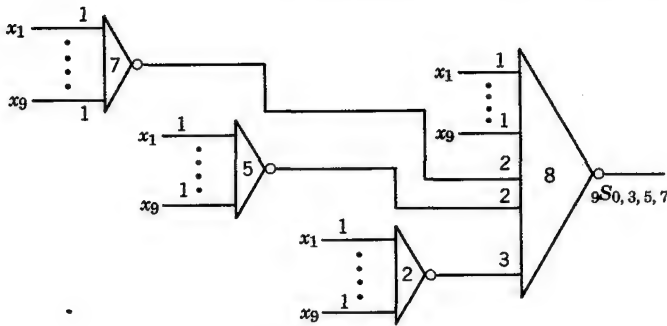 x₁ 1
7
x₉ 1
x₁ 1
5
x₉ 1
x₁ 1
2
x₉ 1
x₁ 1
x₉ 1
2
2
3
8
₉S₀, ₃, ₅, ₇